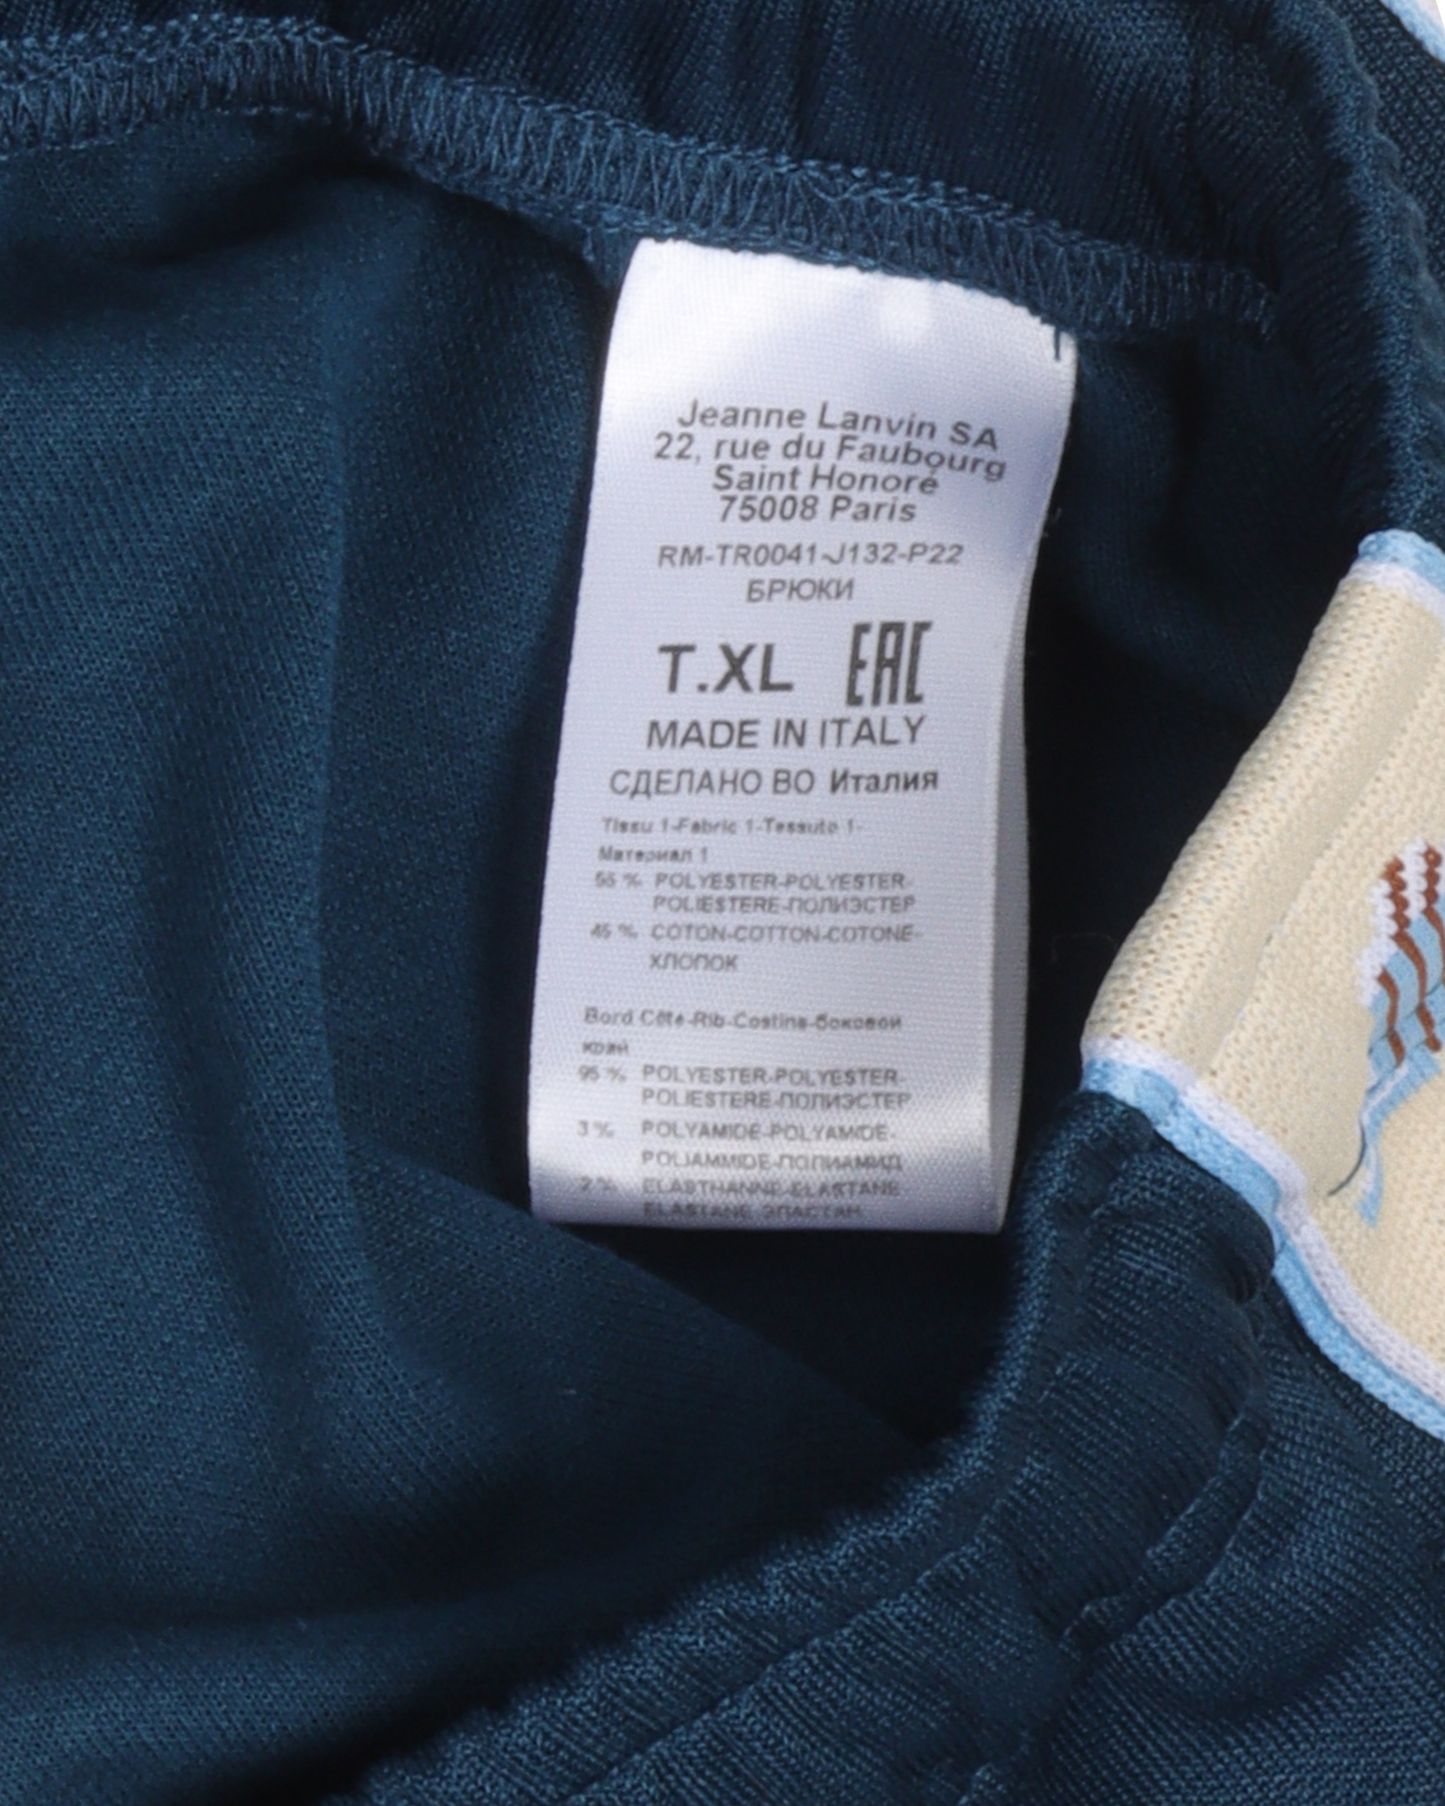 Jeanne Lanvin SA
22, rue du Faubourg
Saint Honoré
75008 Paris
RM-TR0041-J132-P22
БРЮКИ
T.XL EAC
MADE IN ITALY
СДЕЛАНО ВО Италия
Tissu 1-Fabric 1-Tessuto 1-
Материал 1
55 % POLYESTER-POLYESTER-
POLIESTERE-ПОЛИЭСТЕР
45 % COTON-COTTON-COTONE-
ХЛОПОК
Bord Côte-Rib-Costina-боковой
край
95 % POLYESTER-POLYESTER-
POLIESTERE-ПОЛИЭСТЕР
3 % POLYAMIDE-POLYAMIDE-
POLIAMMIDE-ПОЛИАМИД
2 % ELASTHANNE-ELASTANE
ELASTANE ЭЛАСТАН